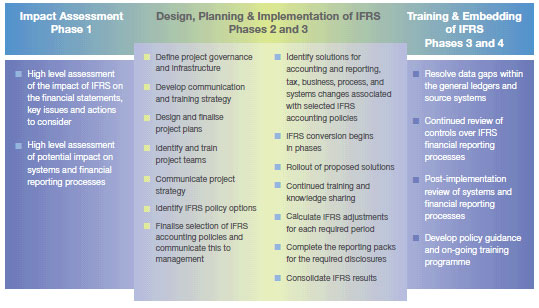 Impact Assessment
Phase 1
High level assessment
of the impact of IFRS on
the financial statements,
key issues and actions
to consider
High level assessment
of potential impact on
systems and financial
reporting processes
Design, Planning & Implementation of IFRS
Phases 2 and 3
Define project governance
and infrastructure
Develop communication
and training strategy
Design and finalise
project plans
Identify and train
project teams
Communicate project
strategy
Identify IFRS policy options
Finalise selection of IFRS
accounting policies and
communicate this to
management
Identify solutions for
accounting and reporting,
tax, business, process, and
systems changes associated
with selected IFRS
accounting policies
IFRS conversion begins
in phases
Rollout of proposed solutions
Continued training and
knowledge sharing
Calculate IFRS adjustments
for each required period
Complete the reporting packs
for the required disclosures
Consolidate IFRS results
Training & Embedding
of IFRS
Phases 3 and 4
Resolve data gaps within
the general ledgers and
source systems
Continued review of
controls over IFRS
financial reporting
processes
Post-implementation
review of systems and
financial reporting
processes
Develop policy guidance
and on-going training
programme